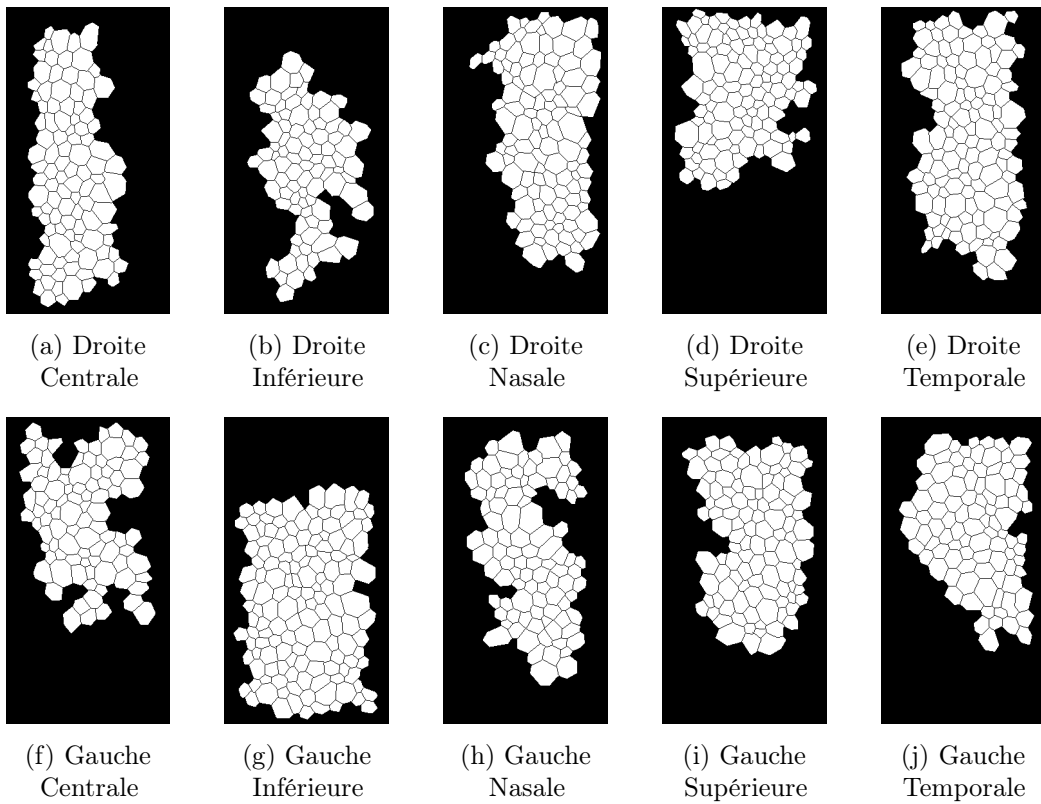 (a) Droite
Centrale
(b) Droite
Inférieure
(c) Droite
Nasale
(d) Droite
Supérieure
(e) Droite
Temporale
(f) Gauche
Centrale
(g) Gauche
Inférieure
(h) Gauche
Nasale
(i) Gauche
Supérieure
(j) Gauche
Temporale